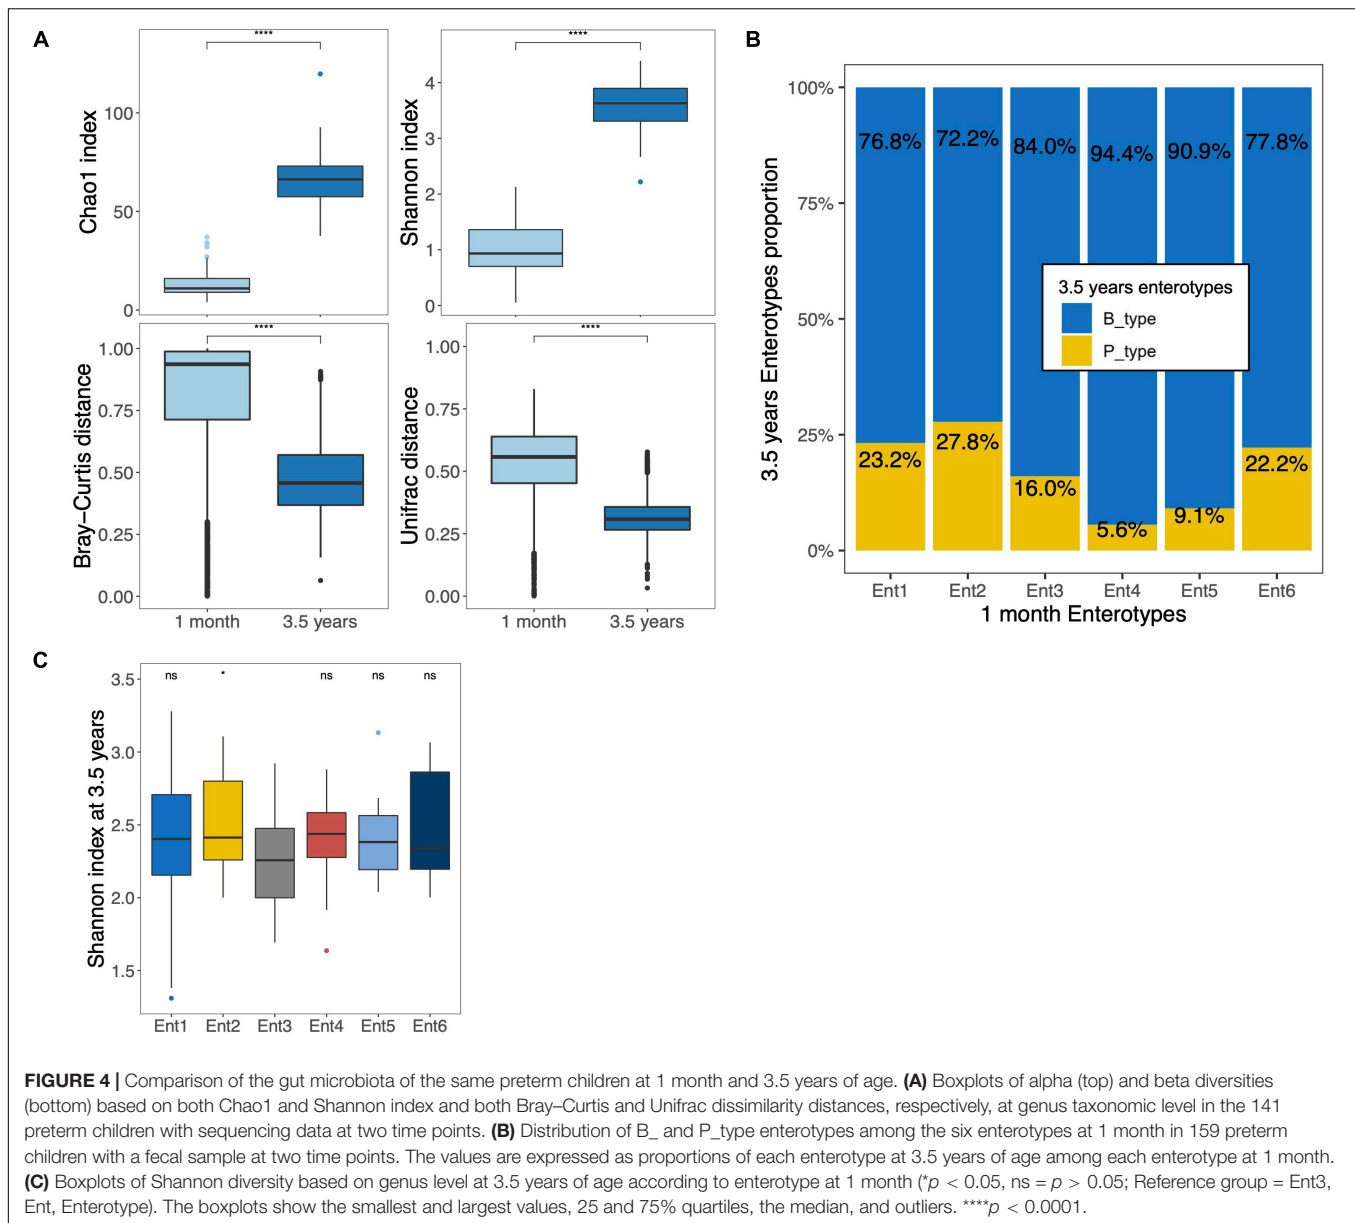 A
****
Chao1 index
100
50
0
****
Shannon index
4
3
2
1
0
****
Bray–Curtis distance
1.00
0.75
0.50
0.25
0.00
1 month
3.5 years
****
Unifrac distance
1.00
0.75
0.50
0.25
0.00
1 month
3.5 years
B
3.5 years Enterotypes proportion
100%
75%
50%
25%
0%
76.8%
72.2%
84.0%
94.4%
90.9%
77.8%
3.5 years enterotypes
B_type
P_type
23.2%
27.8%
16.0%
5.6%
9.1%
22.2%
Ent1
Ent2
Ent3
Ent4
Ent5
Ent6
1 month Enterotypes
C
Shannon index at 3.5 years
3.5
3.0
2.5
2.0
1.5
ns
*
ns
ns
ns
Ent1
Ent2
Ent3
Ent4
Ent5
Ent6
FIGURE 4 | Comparison of the gut microbiota of the same preterm children at 1 month and 3.5 years of age. (A) Boxplots of alpha (top) and beta diversities
(bottom) based on both Chao1 and Shannon index and both Bray–Curtis and Unifrac dissimilarity distances, respectively, at genus taxonomic level in the 141
preterm children with sequencing data at two time points. (B) Distribution of B_ and P_type enterotypes among the six enterotypes at 1 month in 159 preterm
children with a fecal sample at two time points. The values are expressed as proportions of each enterotype at 3.5 years of age among each enterotype at 1 month.
(C) Boxplots of Shannon diversity based on genus level at 3.5 years of age according to enterotype at 1 month (*p < 0.05, ns = p > 0.05; Reference group = Ent3,
Ent, Enterotype). The boxplots show the smallest and largest values, 25 and 75% quartiles, the median, and outliers. ****p < 0.0001.